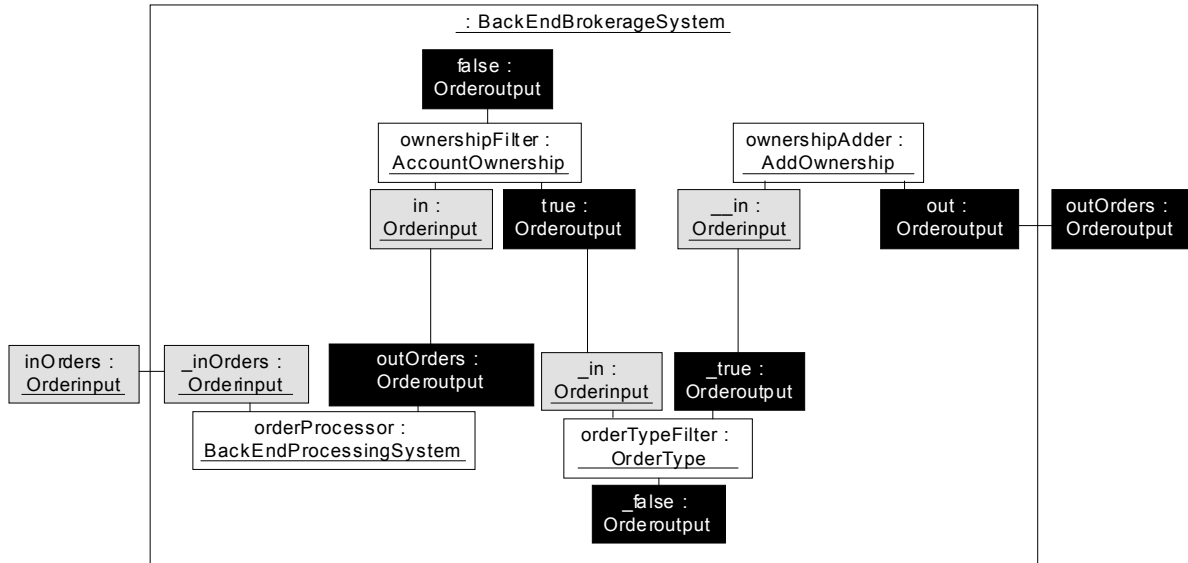 : BackEndBrokerageSystem
false :
Orderoutput
ownershipFilter :
AccountOwnership
ownershipAdder :
AddOwnership
in :
Orderinput
true :
Orderoutput
__in :
Orderinput
out :
Orderoutput
outOrders :
Orderoutput
inOrders :
Orderinput
_inOrders :
Orderinput
outOrders :
Orderoutput
_in :
Orderinput
_true :
Orderoutput
orderProcessor :
BackEndProcessingSystem
orderTypeFilter :
OrderType
_false :
Orderoutput